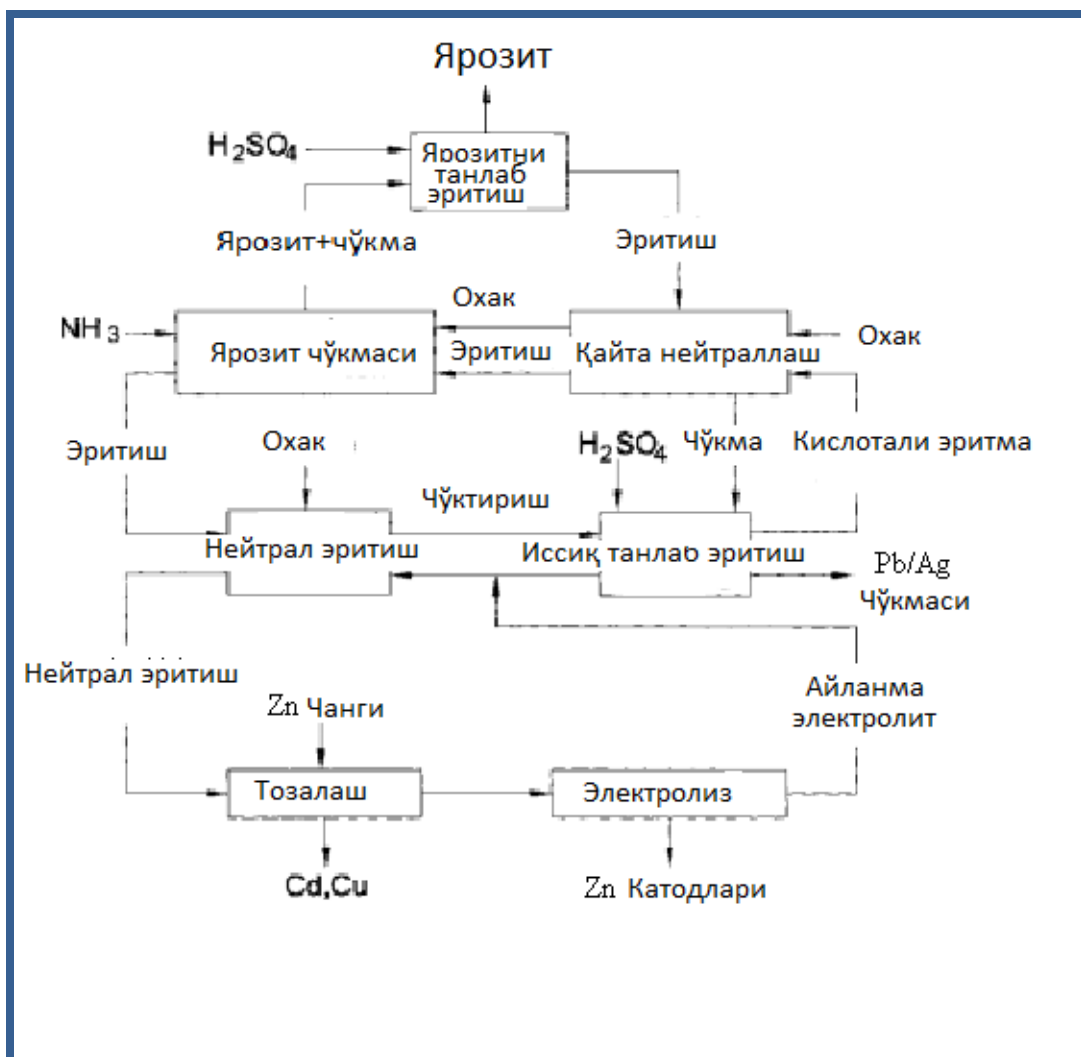 Ярозит
H2SO4
Ярозитни
танлаб
эритиш
Ярозит+чўкма
Эритиш
Охак
NH3
Ярозит чўкмаси
Эритиш
Қайта нейтраллаш
Охак
Эритиш
Охак
H2SO4
Чўкма
Кислотали эритма
Чўктириш
Нейтрал эритиш
Иссиқ танлаб эритиш
Pb/Ag
Чўкмаси
Нейтрал эритиш
Zn Чанги
Айланма
электролит
Тозалаш
Электролиз
Cd,Cu
Zn Катодлари